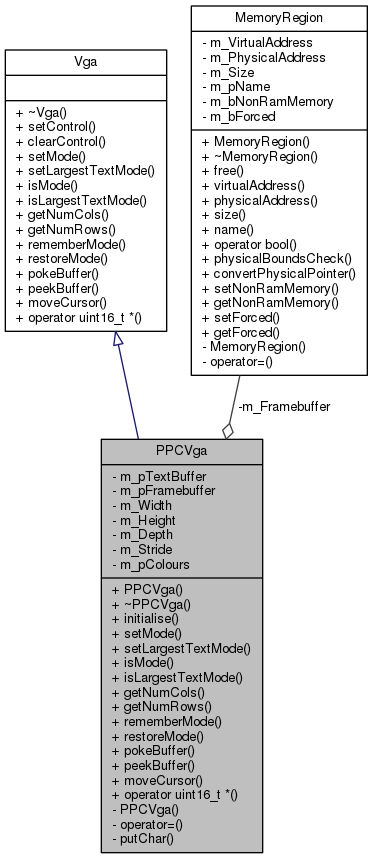 Vga
+ ~Vga()
+ setControl()
+ clearControl()
+ setMode()
+ setLargestTextMode()
+ isMode()
+ isLargestTextMode()
+ getNumCols()
+ getNumRows()
+ rememberMode()
+ restoreMode()
+ pokeBuffer()
+ peekBuffer()
+ moveCursor()
+ operator uint16_t *()
MemoryRegion
- m_VirtualAddress
- m_PhysicalAddress
- m_Size
- m_pName
- m_bNonRamMemory
- m_bForced
+ MemoryRegion()
+ ~MemoryRegion()
+ free()
+ virtualAddress()
+ physicalAddress()
+ size()
+ name()
+ operator bool()
+ physicalBoundsCheck()
+ convertPhysicalPointer()
+ setNonRamMemory()
+ getNonRamMemory()
+ setForced()
+ getForced()
- MemoryRegion()
- operator=()
-m_Framebuffer
PPCVga
- m_pTextBuffer
- m_pFramebuffer
- m_Width
- m_Height
- m_Depth
- m_Stride
- m_pColours
+ PPCVga()
+ ~PPCVga()
+ initialise()
+ setMode()
+ setLargestTextMode()
+ isMode()
+ isLargestTextMode()
+ getNumCols()
+ getNumRows()
+ rememberMode()
+ restoreMode()
+ pokeBuffer()
+ peekBuffer()
+ moveCursor()
+ operator uint16_t *()
- PPCVga()
- operator=()
- putChar()